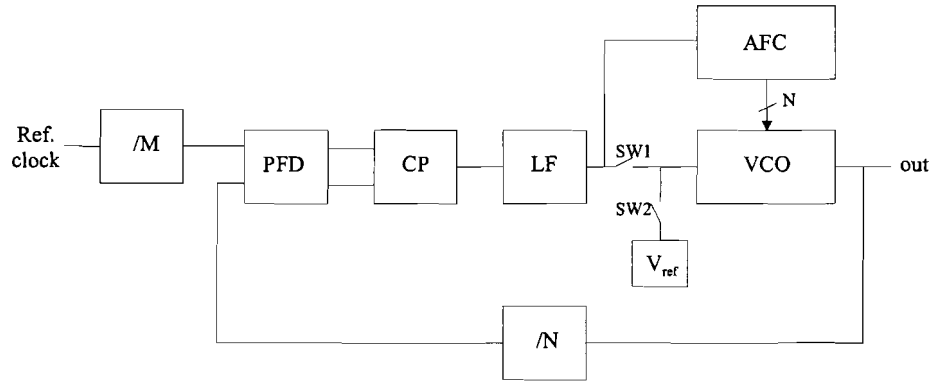 AFC
N
Ref.
clock
/M
PFD
CP
LF
SW1
VCO
out
SW2
Vref
/N